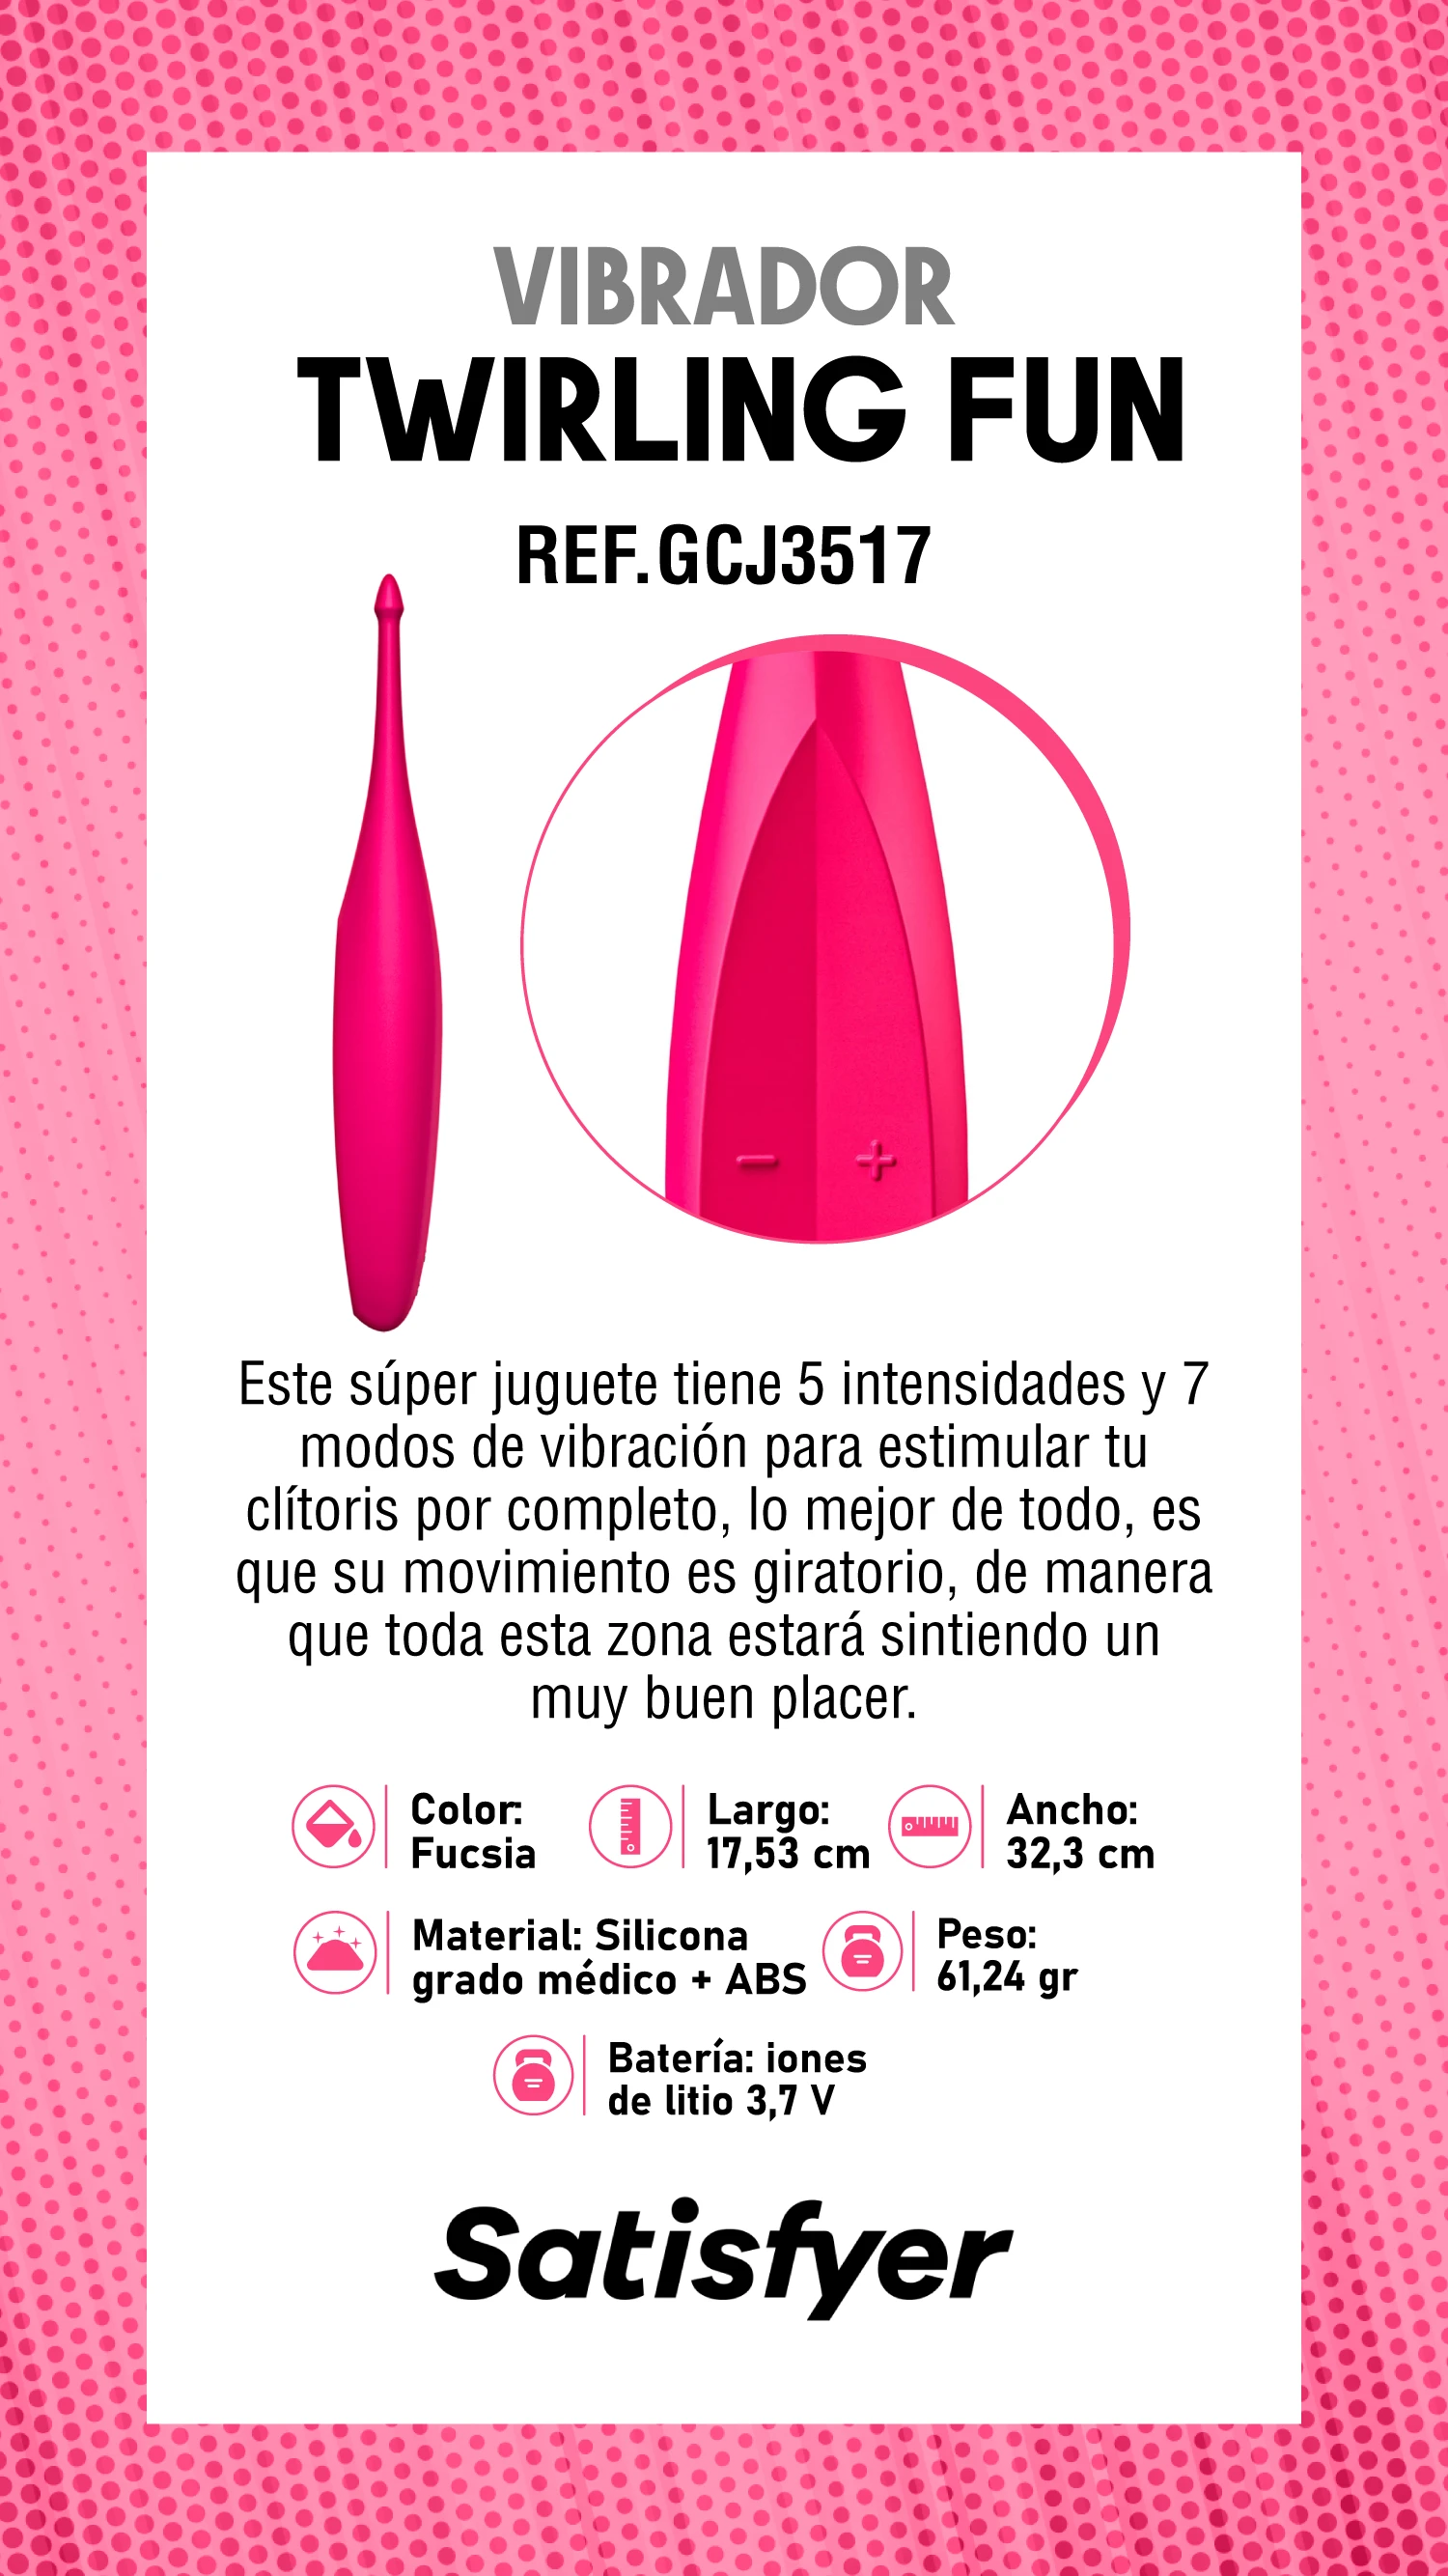 VIBRADOR
TWIRLING FUN
REF.GCJ3517
Este súper juguete tiene 5 intensidades y 7
modos de vibración para estimular tu
clítoris por completo, lo mejor de todo, es
que su movimiento es giratorio, de manera
que toda esta zona estará sintiendo un
muy buen placer.
Color:
Fucsia
Largo:
17,53 cm
Ancho:
32,3 cm
Material: Silicona
grado médico + ABS
Peso:
61,24 gr
Batería: iones
de litio 3,7 V
Satisfyer